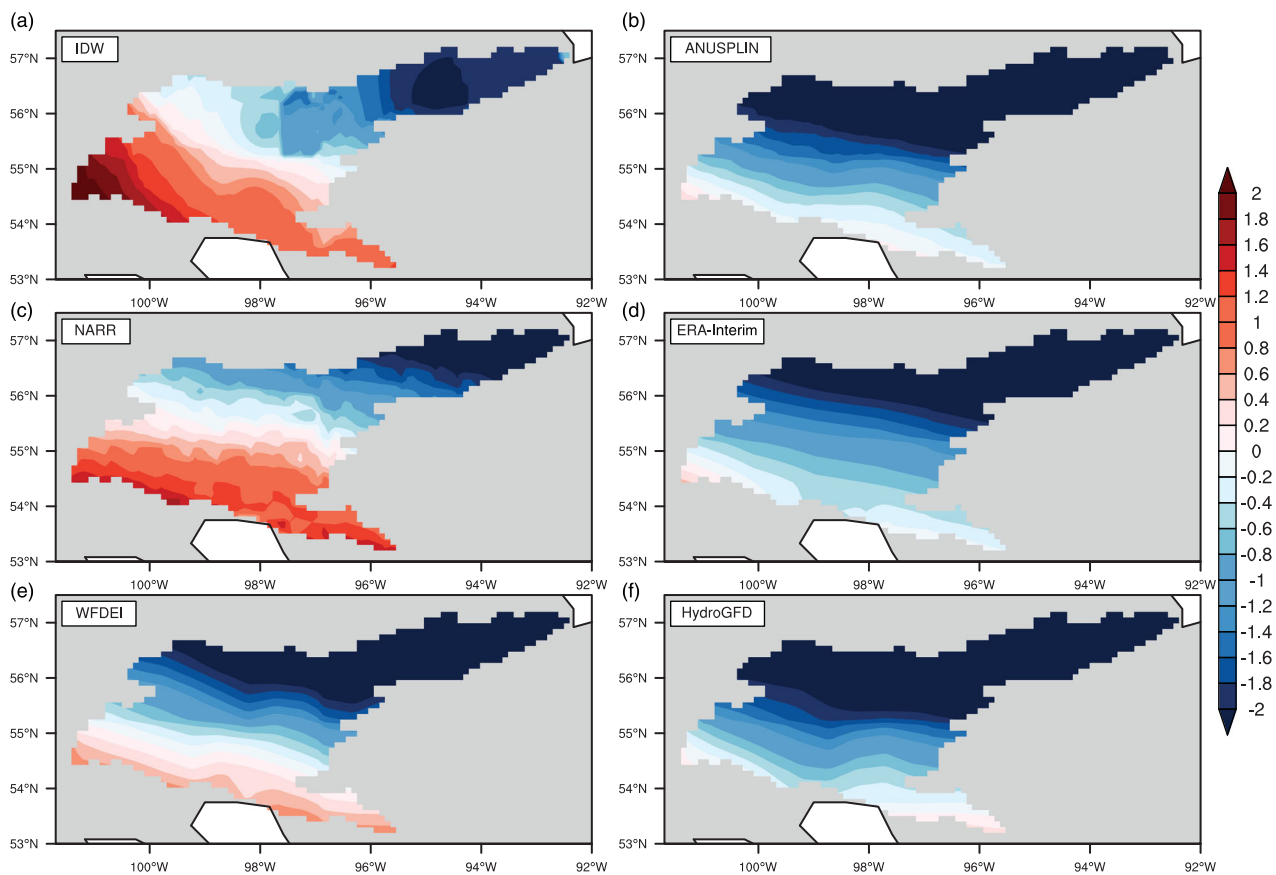 (a) (b)
IDW ANUSPLIN
57°N 57°N
56°N 56°N
55°N 55°N
54°N 54°N
53°N 53°N
100°W 98°W 96°W 94°W 92°W 100°W 98°W 96°W 94°W 92°W
(c) (d)
NARR ERA-Interim
57°N 57°N
56°N 56°N
55°N 55°N
54°N 54°N
53°N 53°N
100°W 98°W 96°W 94°W 92°W 100°W 98°W 96°W 94°W 92°W
(e) (f)
WFDEI HydroGFD
57°N 57°N
56°N 56°N
55°N 55°N
54°N 54°N
53°N 53°N
100°W 98°W 96°W 94°W 92°W 100°W 98°W 96°W 94°W 92°W
2
1.8
1.6
1.4
1.2
1
0.8
0.6
0.4
0.2
0
-0.2
-0.4
-0.6
-0.8
-1
-1.2
-1.4
-1.6
-1.8
-2